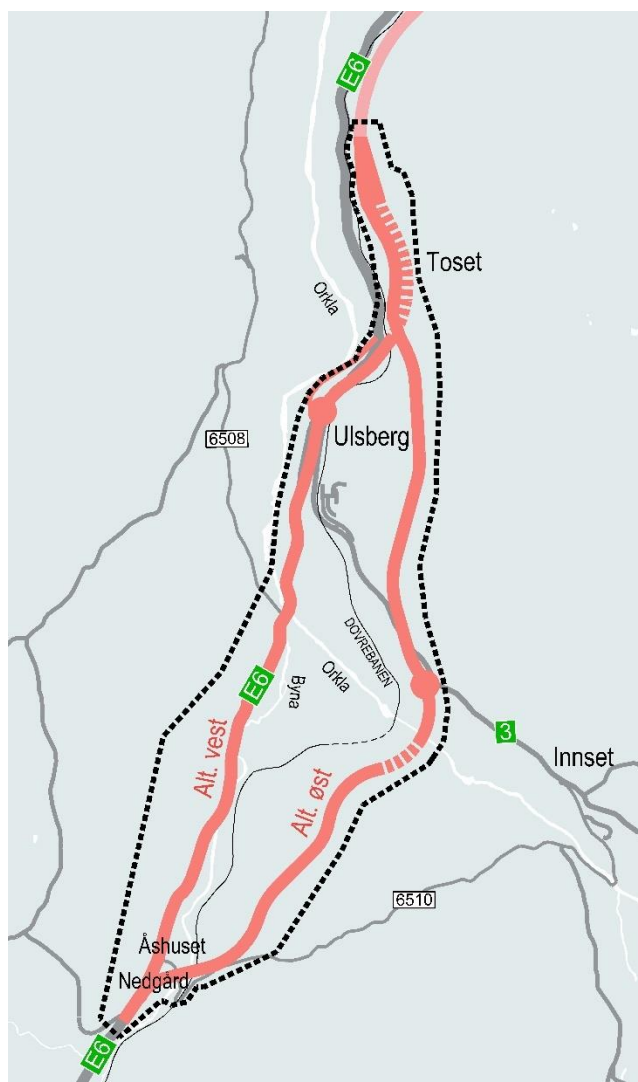 E6
Toset
Orkla
Ulsberg
6508
DOVREBANEN
Orkla
E6
Byna
3
Innset
Alt. vest
Alt. øst
6510
Åshuset
Nedgård
E6